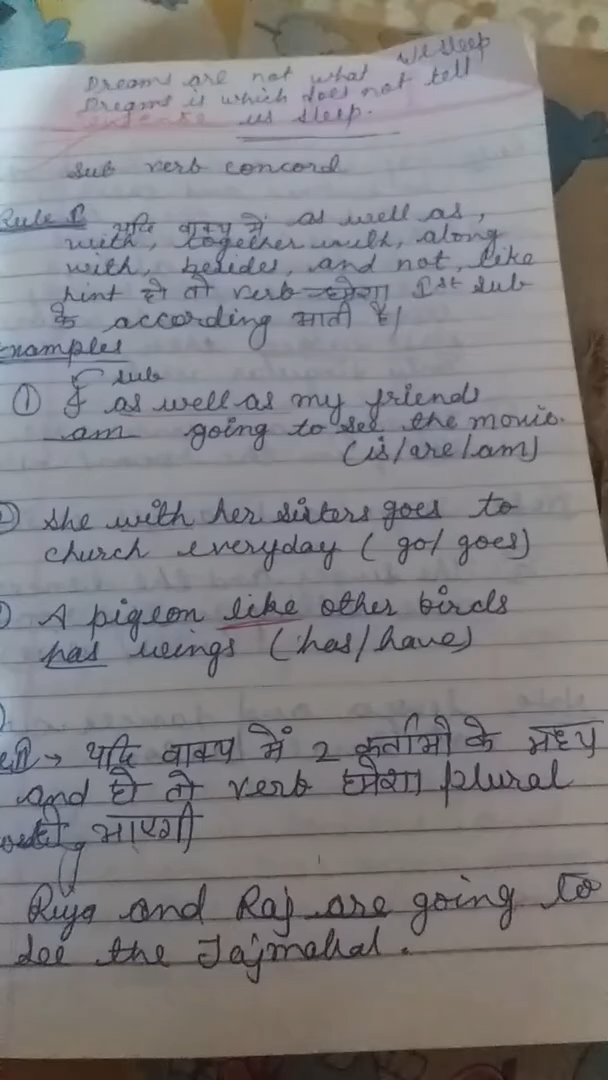 Dreams are not what we sleep
Dreams is which does not tell
us sleep.
Sub verb concord
Rule 1 यदि वाक्य में as well as,
with, together with, along
with, besides, and not, like
hint हो तो verb हमेशा 1st sub
के according आती है।
Examples
sub
① I as well as my friends
am going to see the movie.
(is/are/am)
She with her sisters goes to
church everyday (go/goes)
A pigeon like other birds
has wings (has/have)
→ यदि वाक्य में 2 कर्ताओ के मध्य
and हो तो verb हमेशा plural
आएगी
Riya and Raj are going to
see the Tajmahal.